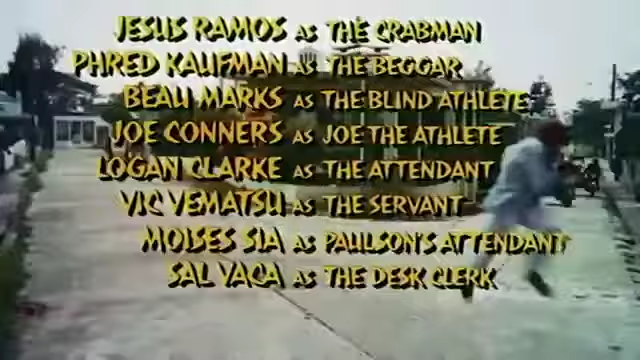 JESUS RAMOS AS THE CRABMAN
PHRED KAUFMAN AS THE BEGGAR
BEAU MARKS AS THE BLIND ATHLETE
JOE CONNERS AS JOE THE ATHLETE
LOGAN CLARKE AS THE ATTENDANT
VIC VEMATSU AS THE SERVANT
MOISES SIA AS PAULSON'S ATTENDANT
SAL VACA AS THE DESK CLERK